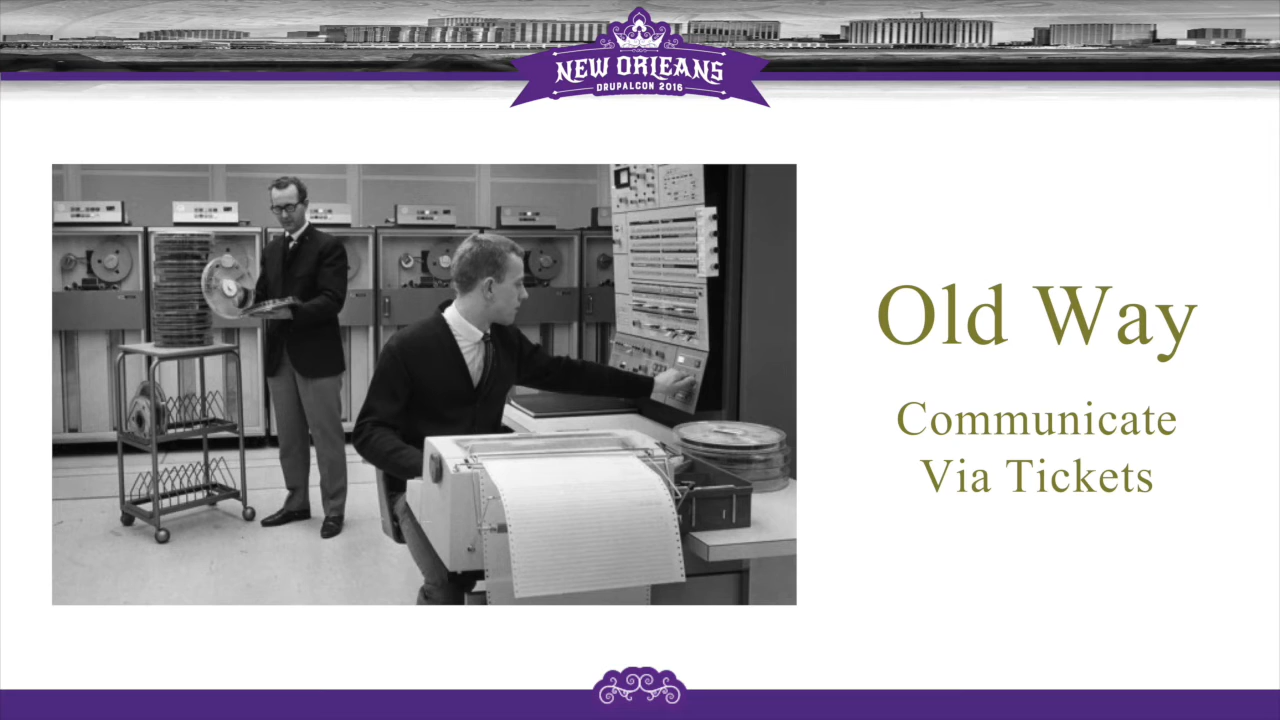 NEW ORLEANS
DRUPALCON 2016
Old Way
Communicate
Via Tickets